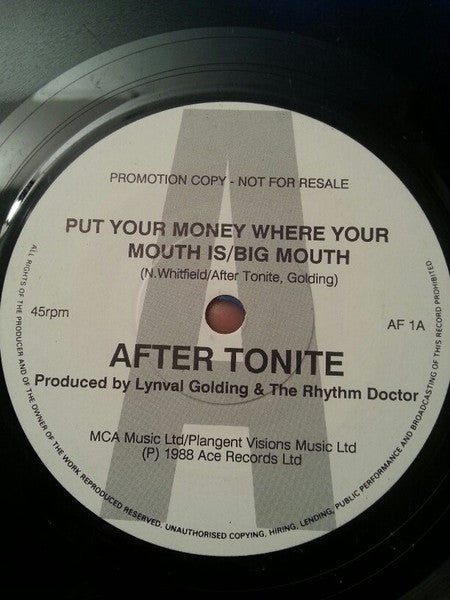 PROMOTION COPY - NOT FOR RESALE
PUT YOUR MONEY WHERE YOUR
MOUTH IS/BIG MOUTH
(N.Whitfield/After Tonite, Golding)
45rpm
AF 1A
AFTER TONITE
Produced by Lynval Golding & The Rhythm Doctor
MCA Music Ltd/Plangent Visions Music Ltd
(P) 1988 Ace Records Ltd
ALL RIGHTS OF THE PRODUCER AND OF THE OWNER OF THE WORK REPRODUCED RESERVED. UNAUTHORISED COPYING, HIRING, LENDING, PUBLIC PERFORMANCE AND BROADCASTING OF THIS RECORD PROHIBITED
A